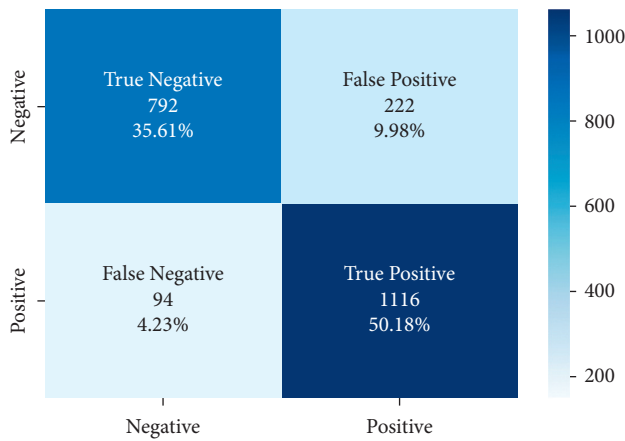 Negative
True Negative
792
35.61%
False Positive
222
9.98%
Positive
False Negative
94
4.23%
True Positive
1116
50.18%
Negative
Positive
1000
800
600
400
200